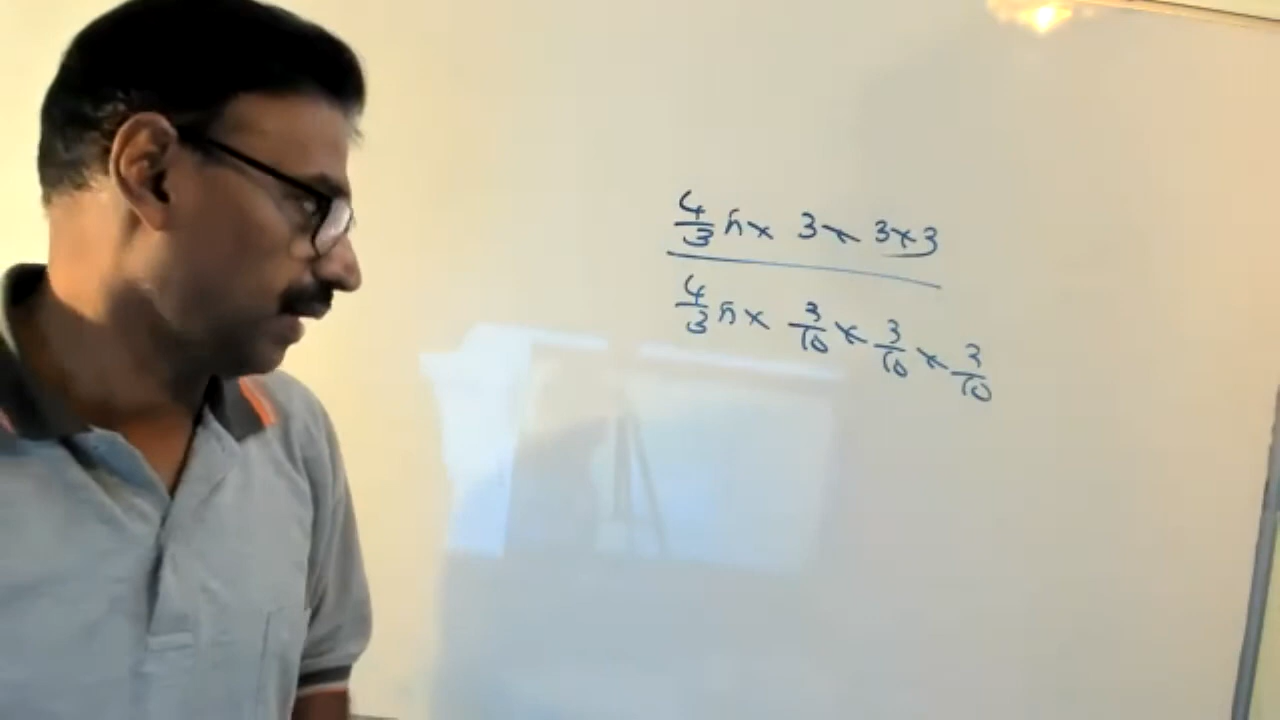 4/3 π × 3 × 3 × 3
4/3 π × 3/10 × 3/10 × 3/10